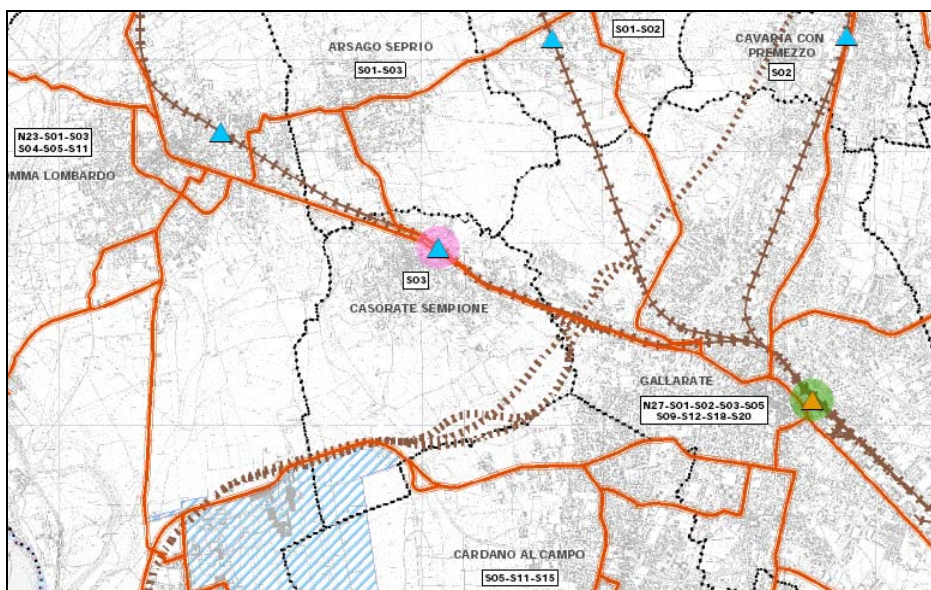 S01-S02
ARSAGO SEPRIO
S01-S03
CAVARIA CON
PREMEZZO
S02
N23-S01-S03
S04-S05-S11
OMMA LOMBARDO
S03
CASORATE SEMPIONE
GALLARATE
N27-S01-S02-S03-S05
S09-S12-S18-S20
CARDANO AL CAMPO
S05-S11-S15